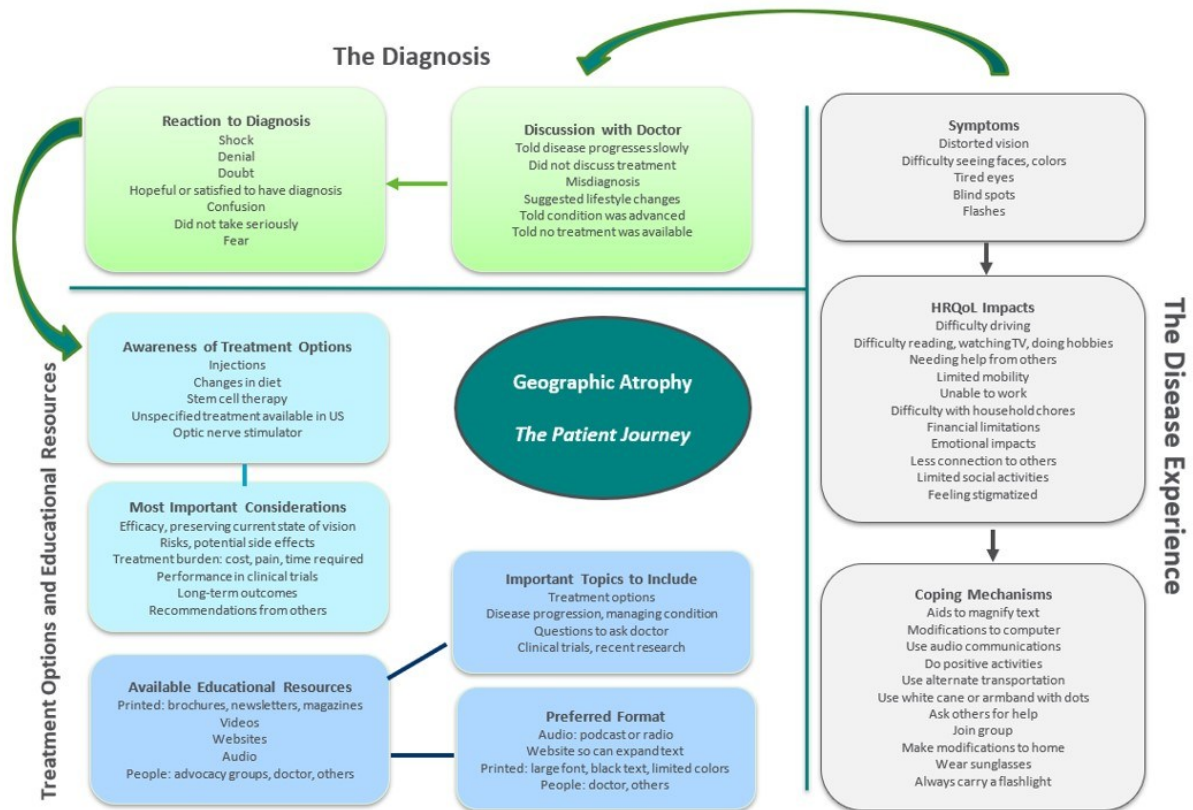 The Diagnosis
Reaction to Diagnosis
Shock
Denial
Doubt
Hopeful or satisfied to have diagnosis
Confusion
Did not take seriously
Fear
Discussion with Doctor
Told disease progresses slowly
Did not discuss treatment
Misdiagnosis
Suggested lifestyle changes
Told condition was advanced
Told no treatment was available
Symptoms
Distorted vision
Difficulty seeing faces, colors
Tired eyes
Blind spots
Flashes
HRQoL Impacts
Difficulty driving
Difficulty reading, watching TV, doing hobbies
Needing help from others
Limited mobility
Unable to work
Difficulty with household chores
Financial limitations
Emotional impacts
Less connection to others
Limited social activities
Feeling stigmatized
Coping Mechanisms
Aids to magnify text
Modifications to computer
Use audio communications
Do positive activities
Use alternate transportation
Use white cane or armband with dots
Ask others for help
Join group
Make modifications to home
Wear sunglasses
Always carry a flashlight
The Disease Experience
Geographic Atrophy
The Patient Journey
Treatment Options and Educational Resources
Awareness of Treatment Options
Injections
Changes in diet
Stem cell therapy
Unspecified treatment available in US
Optic nerve stimulator
Most Important Considerations
Efficacy, preserving current state of vision
Risks, potential side effects
Treatment burden: cost, pain, time required
Performance in clinical trials
Long-term outcomes
Recommendations from others
Available Educational Resources
Printed: brochures, newsletters, magazines
Videos
Websites
Audio
People: advocacy groups, doctor, others
Important Topics to Include
Treatment options
Disease progression, managing condition
Questions to ask doctor
Clinical trials, recent research
Preferred Format
Audio: podcast or radio
Website so can expand text
Printed: large font, black text, limited colors
People: doctor, others